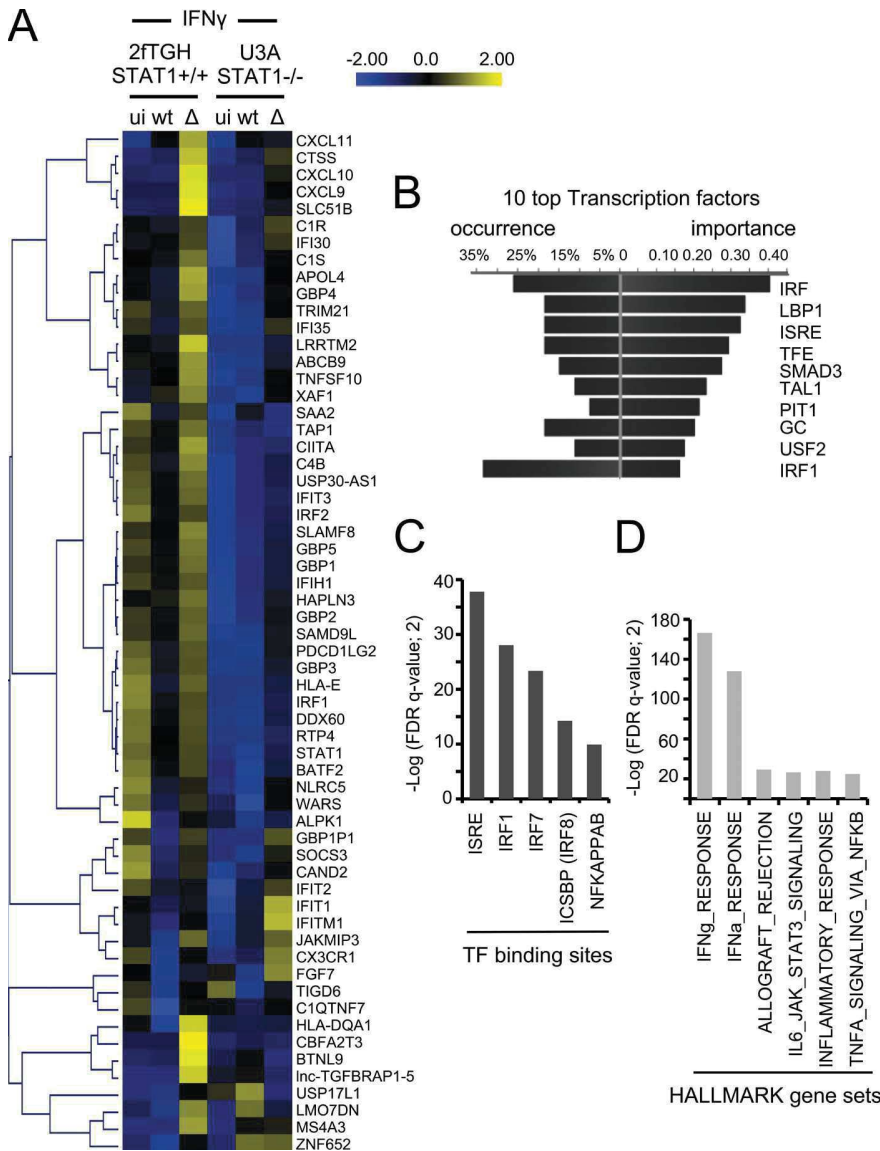 A
IFNγ
2fTGH
STAT1+/+
U3A
STAT1-/-
-2.00 0.0 2.00
ui wt Δ ui wt Δ
CXCL11
CTSS
CXCL10
CXCL9
SLC51B
C1R
IFI30
C1S
APOL4
GBP4
TRIM21
IFI35
LRRTM2
ABCB9
TNFSF10
XAF1
SAA2
TAP1
CIITA
C4B
USP30-AS1
IFIT3
IRF2
SLAMF8
GBP5
GBP1
IFIH1
HAPLN3
GBP2
SAMD9L
PDCD1LG2
GBP3
HLA-E
IRF1
DDX60
RTP4
STAT1
BATF2
NLRC5
WARS
ALPK1
GBP1P1
SOCS3
CAND2
IFIT2
IFIT1
IFITM1
JAKMIP3
CX3CR1
FGF7
TIGD6
C1QTNF7
HLA-DQA1
CBFA2T3
BTNL9
lnc-TGFBRAP1-5
USP17L1
LMO7DN
MS4A3
ZNF652
B
10 top Transcription factors
occurrence importance
35% 25% 15% 5% 0 0.10 0.20 0.30 0.40
IRF
LBP1
ISRE
TFE
SMAD3
TAL1
PIT1
GC
USF2
IRF1
C
-Log (FDR q-value; 2)
40
30
20
10
0
ISRE
IRF1
IRF7
ICSBP (IRF8)
NFKAPPAB
TF binding sites
D
-Log (FDR q-value; 2)
180
140
100
60
20
IFNg_RESPONSE
IFNa_RESPONSE
ALLOGRAFT_REJECTION
IL6_JAK_STAT3_SIGNALING
INFLAMMATORY_RESPONSE
TNFA_SIGNALING_VIA_NFKB
HALLMARK gene sets